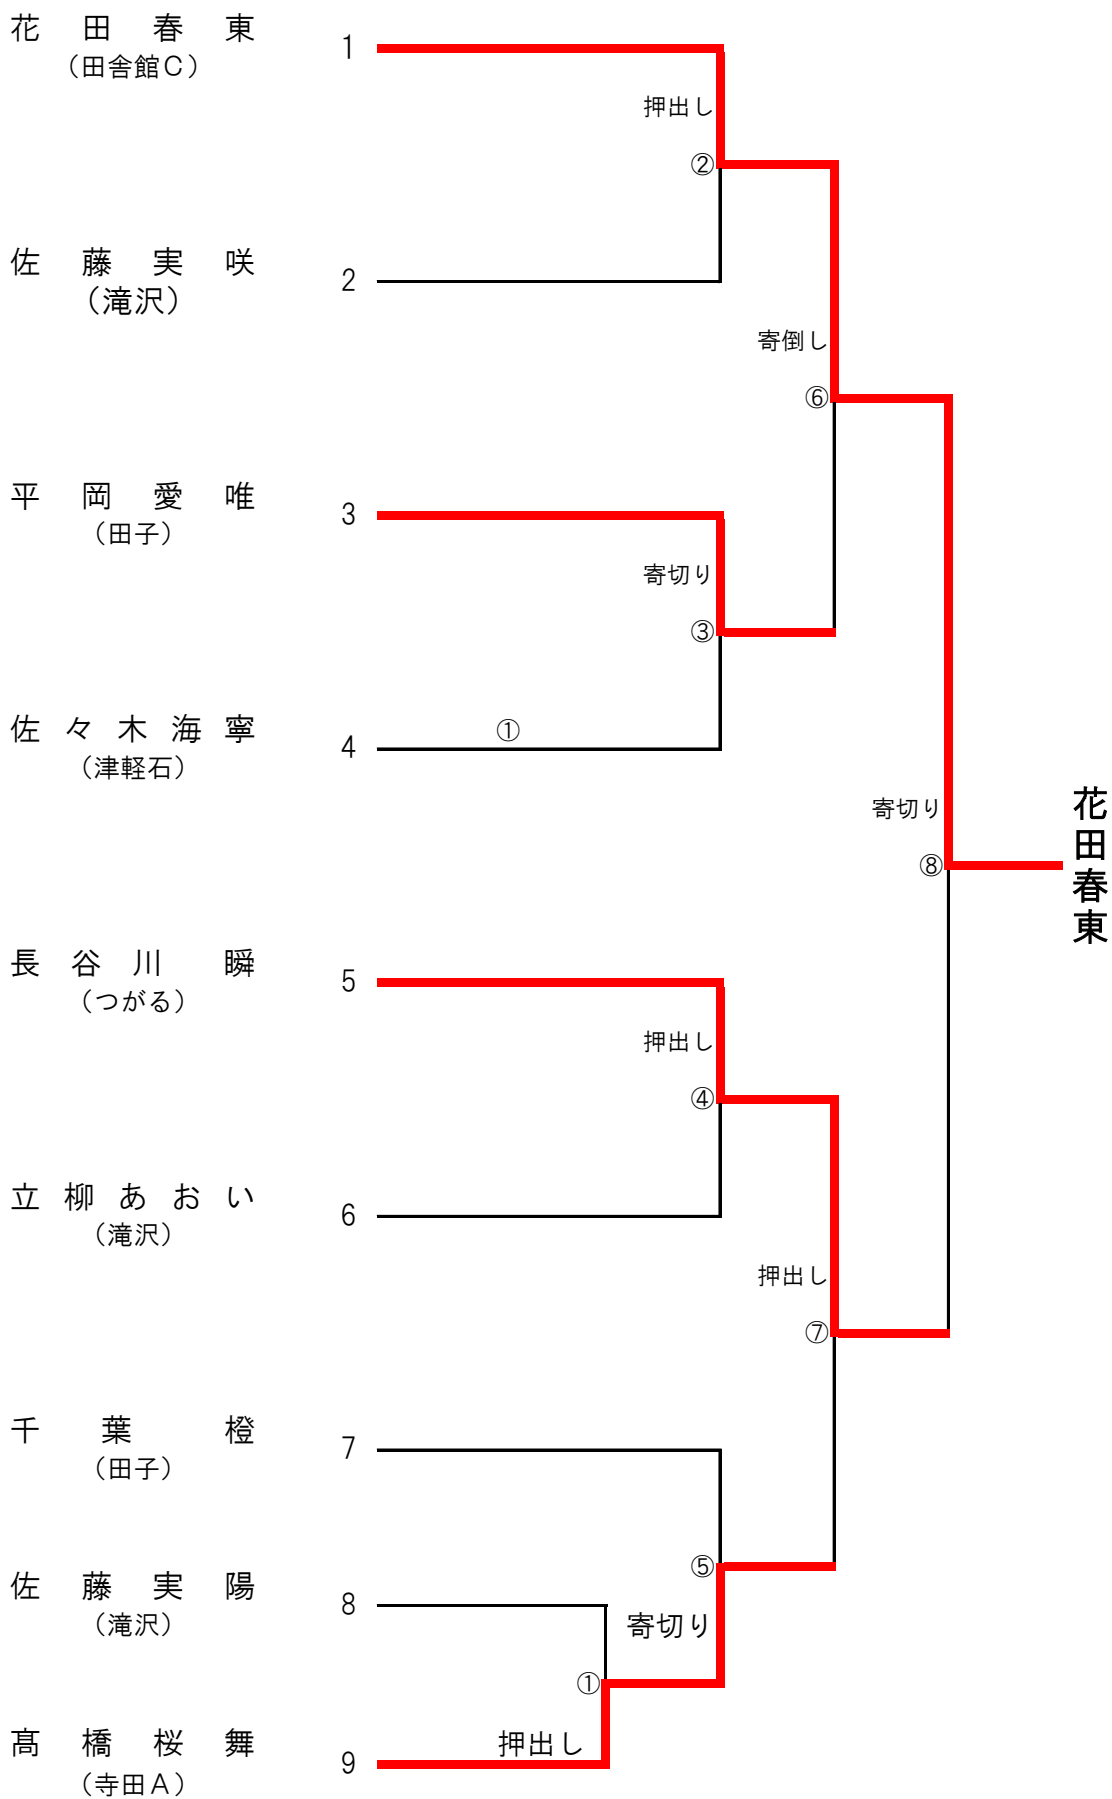 花田春東
（田舎館Ｃ）
1
押出し
②
佐藤実咲
（滝沢）
2
寄倒し
⑥
平岡愛唯
（田子）
3
寄切り
③
佐々木海寧
（津軽石）
4
①
寄切り
⑧
花田春東
長谷川瞬
（つがる）
5
押出し
④
立柳あおい
（滝沢）
6
押出し
⑦
千葉橙
（田子）
7
⑤
佐藤実陽
（滝沢）
8
寄切り
①
髙橋桜舞
（寺田Ａ）
9
押出し